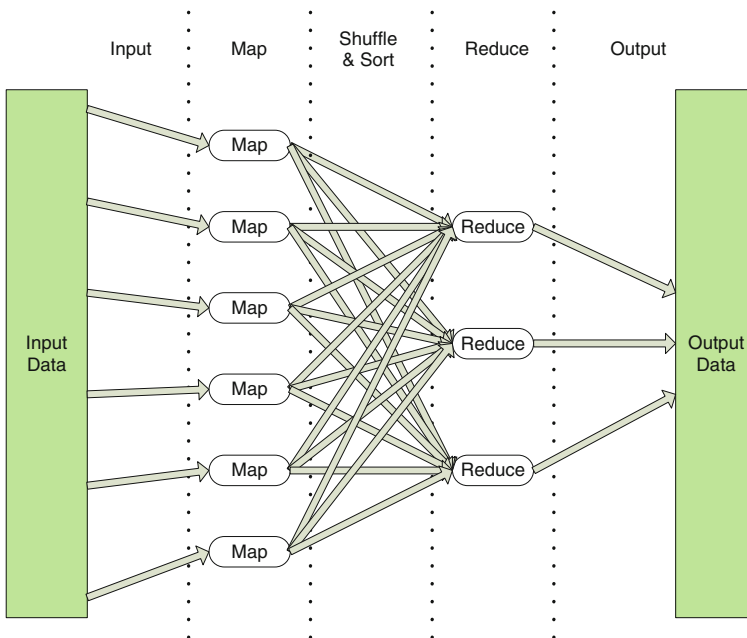 Input
Map
Shuffle
& Sort
Reduce
Output
Input
Data
Map
Map
Map
Map
Map
Map
Reduce
Reduce
Reduce
Output
Data